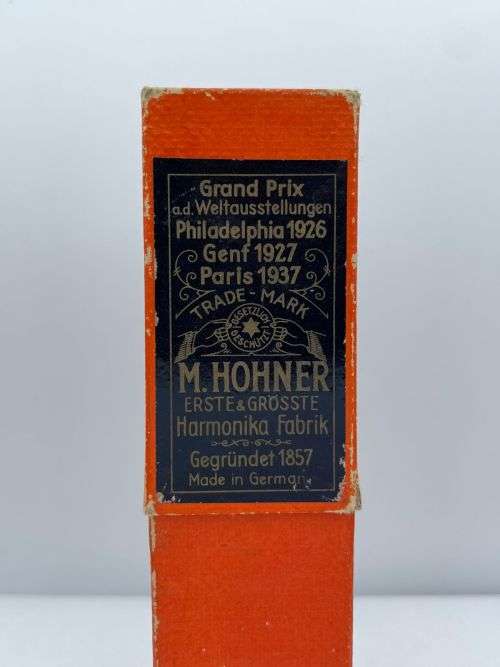 Grand Prix
a.d. Weltausstellungen
Philadelphia 1926
Genf 1927
Paris 1937
TRADE-MARK
GESETZLICH
GESCHÜTZT
M. HOHNER
ERSTE & GRÖSSTE
Harmonika Fabrik
Gegründet 1857
Made in Germany